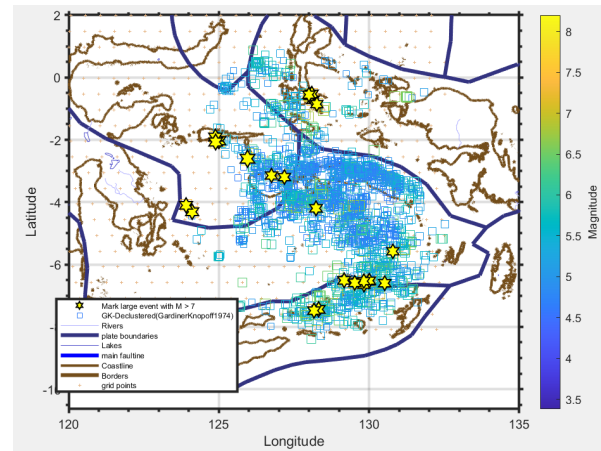 2
0
-2
-4
-6
-8
120
125
130
135
Latitude
Longitude
Mark large event with M > 7
GK-Declustered(GardinerKnopoff1974)
Rivers
plate boundaries
Lakes
main faultline
Coastline
Borders
grid points
8
7.5
7
6.5
6
5.5
5
4.5
4
3.5
Magnitude